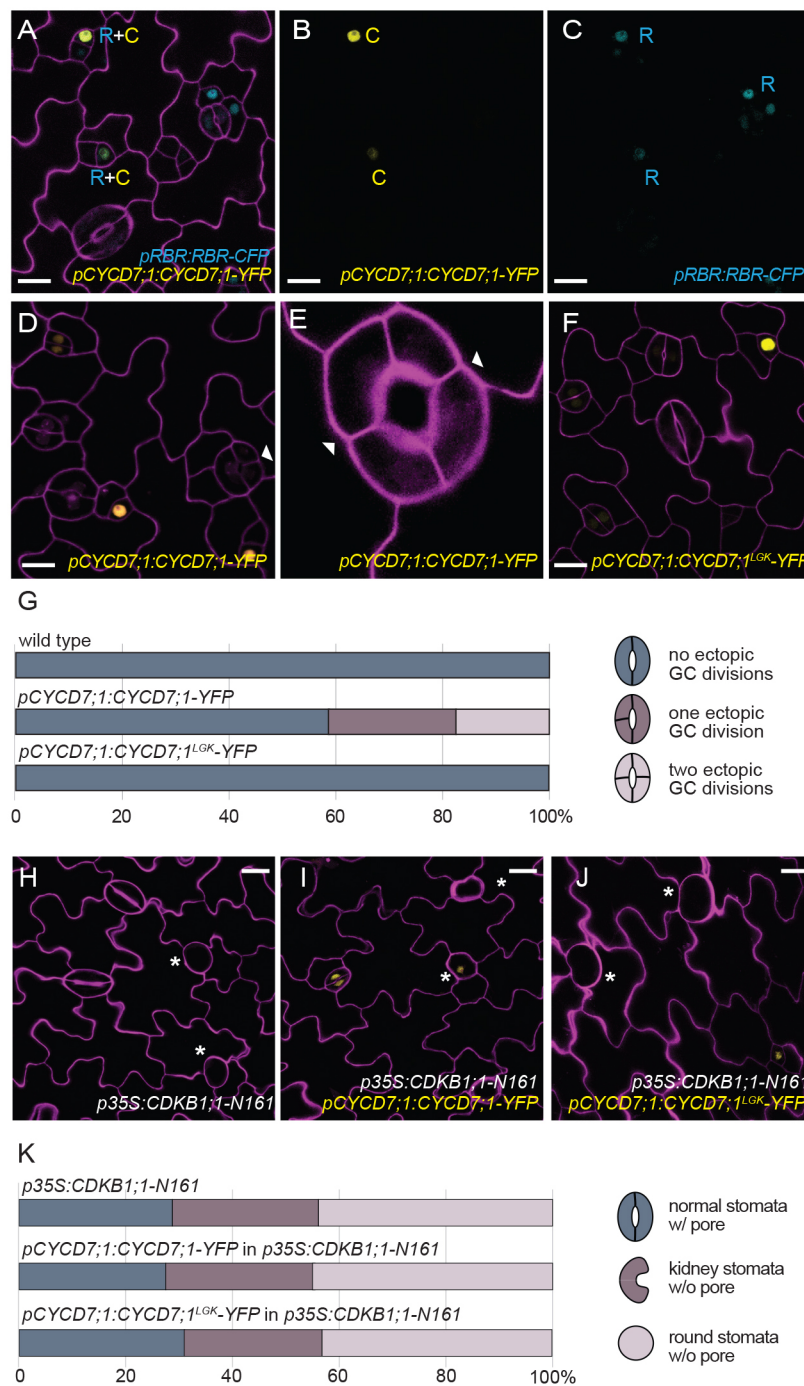 A
R+C
R+C
pRBR:RBR-CFP
pCYCD7;1:CYCD7;1-YFP
B
C
C
pCYCD7;1:CYCD7;1-YFP
C
R
R
R
pRBR:RBR-CFP
D
pCYCD7;1:CYCD7;1-YFP
E
pCYCD7;1:CYCD7;1-YFP
F
pCYCD7;1:CYCD7;1LGK-YFP
G
wild type
pCYCD7;1:CYCD7;1-YFP
pCYCD7;1:CYCD7;1LGK-YFP
0 20 40 60 80 100%
no ectopic
GC divisions
one ectopic
GC division
two ectopic
GC divisions
H
*
*
p35S:CDKB1;1-N161
I
*
*
p35S:CDKB1;1-N161
pCYCD7;1:CYCD7;1-YFP
J
*
*
p35S:CDKB1;1-N161
pCYCD7;1:CYCD7;1LGK-YFP
K
p35S:CDKB1;1-N161
pCYCD7;1:CYCD7;1-YFP in p35S:CDKB1;1-N161
pCYCD7;1:CYCD7;1LGK-YFP in p35S:CDKB1;1-N161
0 20 40 60 80 100%
normal stomata
w/ pore
kidney stomata
w/o pore
round stomata
w/o pore